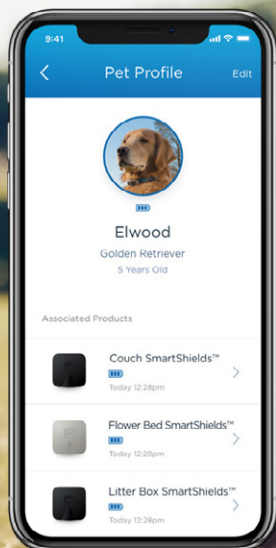 9:41
Pet Profile
Edit
Elwood
Golden Retriever
5 Years Old
Associated Products
Couch SmartShields™
Today 12:28pm
Flower Bed SmartShields™
Today 12:28pm
Litter Box SmartShields™
Today 12:28pm